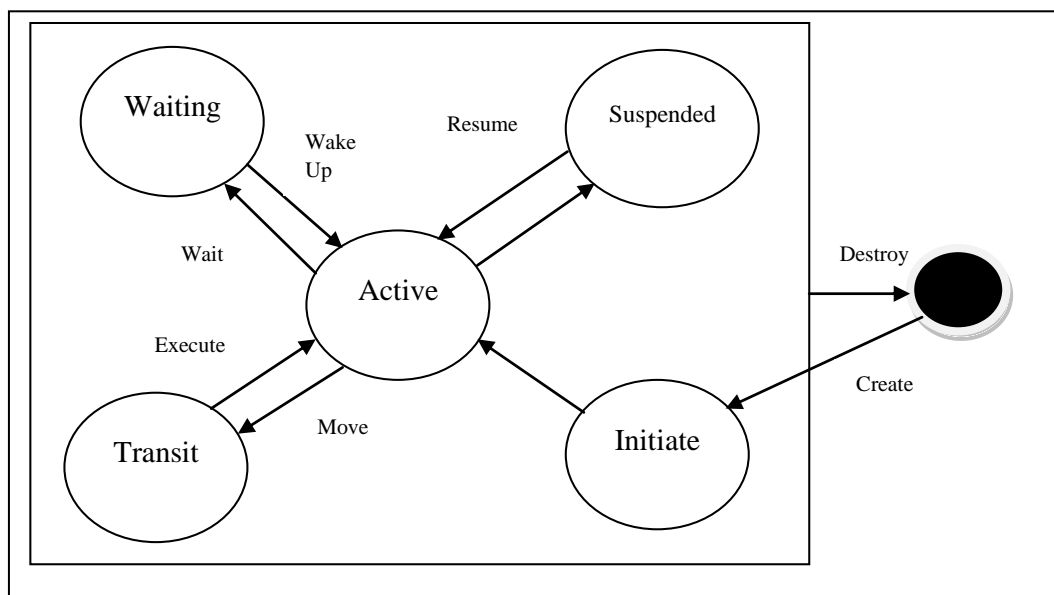 Waiting
Suspended
Resume
Wake
Up
Wait
Destroy
Active
Execute
Create
Move
Transit
Initiate